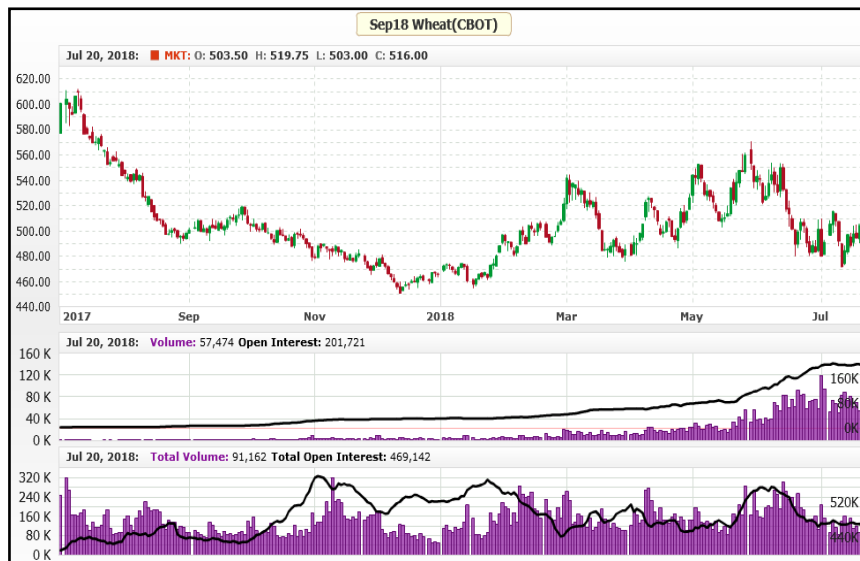 Sep18 Wheat(CBOT)
Jul 20, 2018: MKT: O: 503.50 H: 519.75 L: 503.00 C: 516.00
620.00
600.00
580.00
560.00
540.00
520.00
500.00
480.00
460.00
440.00
2017 Sep Nov 2018 Mar May Jul
Jul 20, 2018: Volume: 57,474 Open Interest: 201,721
160 K
120 K
80 K
40 K
0 K
160K
80K
0K
Jul 20, 2018: Total Volume: 91,162 Total Open Interest: 469,142
320 K
240 K
160 K
80 K
0 K
520K
440K